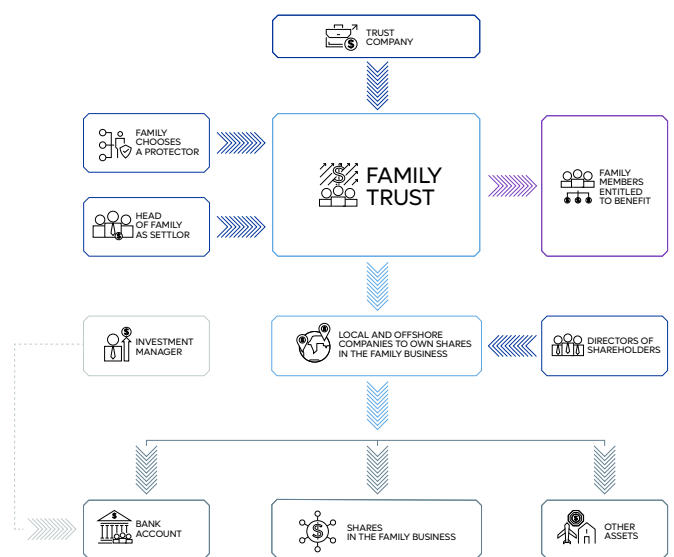 TRUST
COMPANY
FAMILY
CHOOSES
A PROTECTOR
FAMILY
TRUST
FAMILY
MEMBERS
ENTITLED
TO BENEFIT
HEAD
OF FAMILY
AS SETTLOR
INVESTMENT
MANAGER
LOCAL AND OFFSHORE
COMPANIES TO OWN SHARES
IN THE FAMILY BUSINESS
DIRECTORS OF
SHAREHOLDERS
BANK
ACCOUNT
SHARES
IN THE FAMILY BUSINESS
OTHER
ASSETS